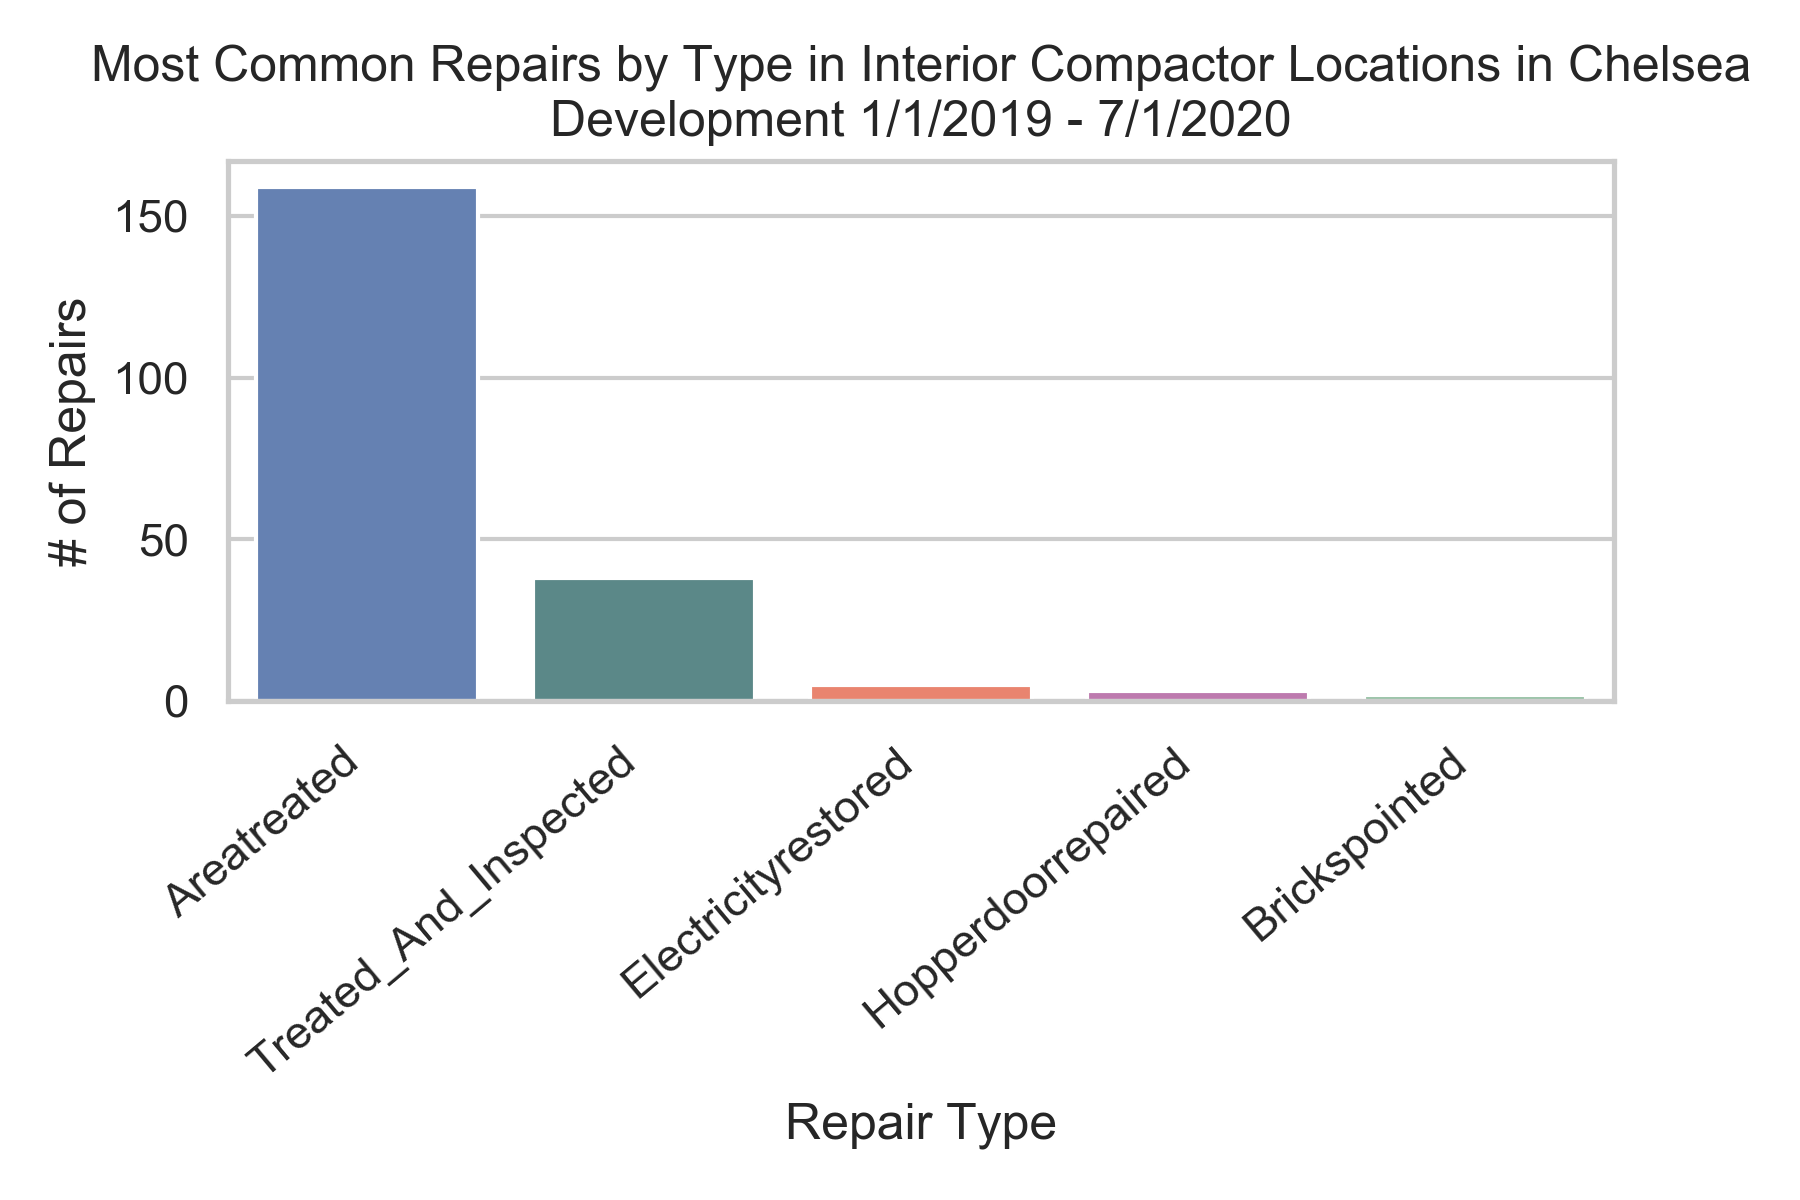 Most Common Repairs by Type in Interior Compactor Locations in Chelsea
Development 1/1/2019 - 7/1/2020
# of Repairs
150
100
50
0
Areatreated
Treated_And_Inspected
Electricityrestored
Hopperdoorrepaired
Brickspointed
Repair Type